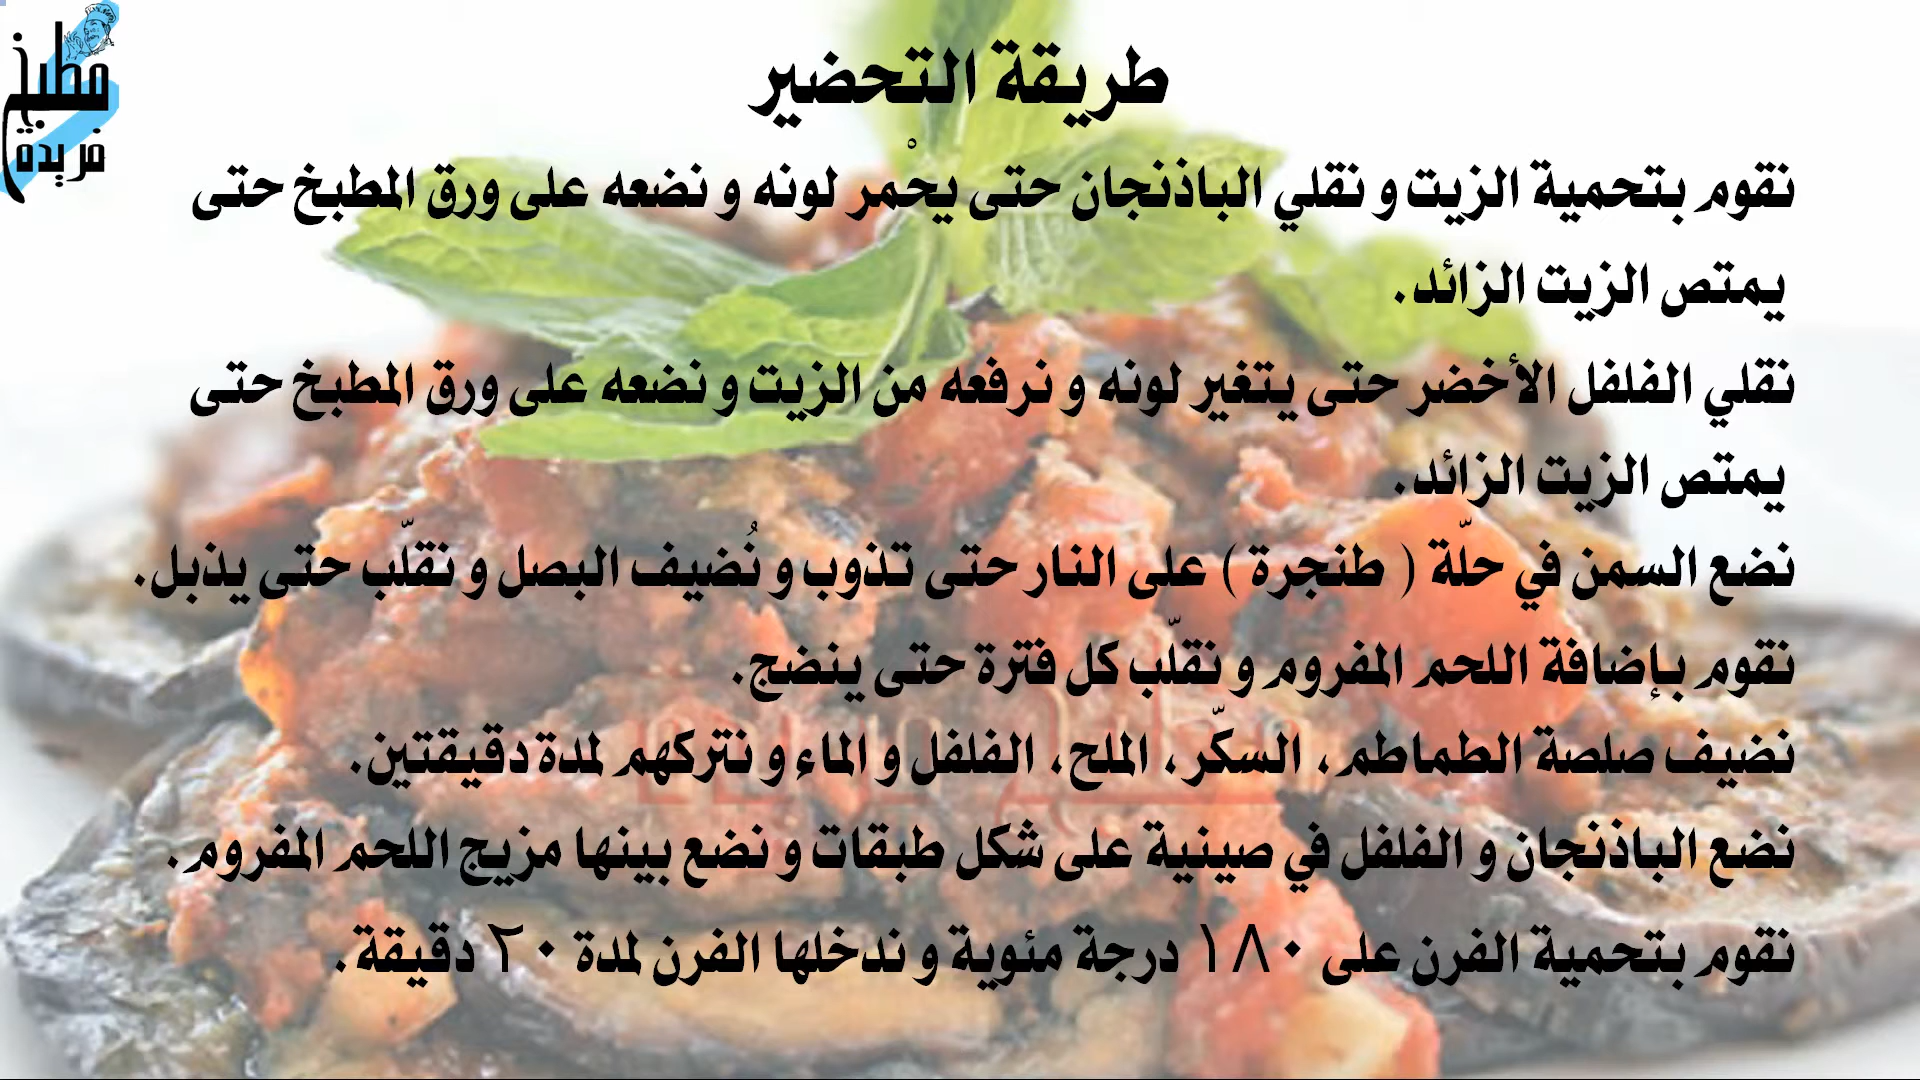 مطبخ
فريدة
طريقة التحضير
نقوم بتحمية الزيت و نقلي الباذنجان حتى يحْمر لونه و نضعه على ورق المطبخ حتى
يمتص الزيت الزائد.
نقلي الفلفل الأخضر حتى يتغير لونه و نرفعه من الزيت و نضعه على ورق المطبخ حتى
يمتص الزيت الزائد.
نضع السمن في حلّة ( طنجرة ) على النار حتى تذوب و نُضيف البصل و نقلّب حتى يذبل.
نقوم بإضافة اللحم المفروم و نقلّب كل فترة حتى ينضج.
نضيف صلصة الطماطم، السكّر، الملح، الفلفل و الماء و نتركهم لمدة دقيقتين.
نضع الباذنجان و الفلفل في صينية على شكل طبقات و نضع بينها مزيج اللحم المفروم.
نقوم بتحمية الفرن على ١٨٠ درجة مئوية و ندخلها الفرن لمدة ٢٠ دقيقة.